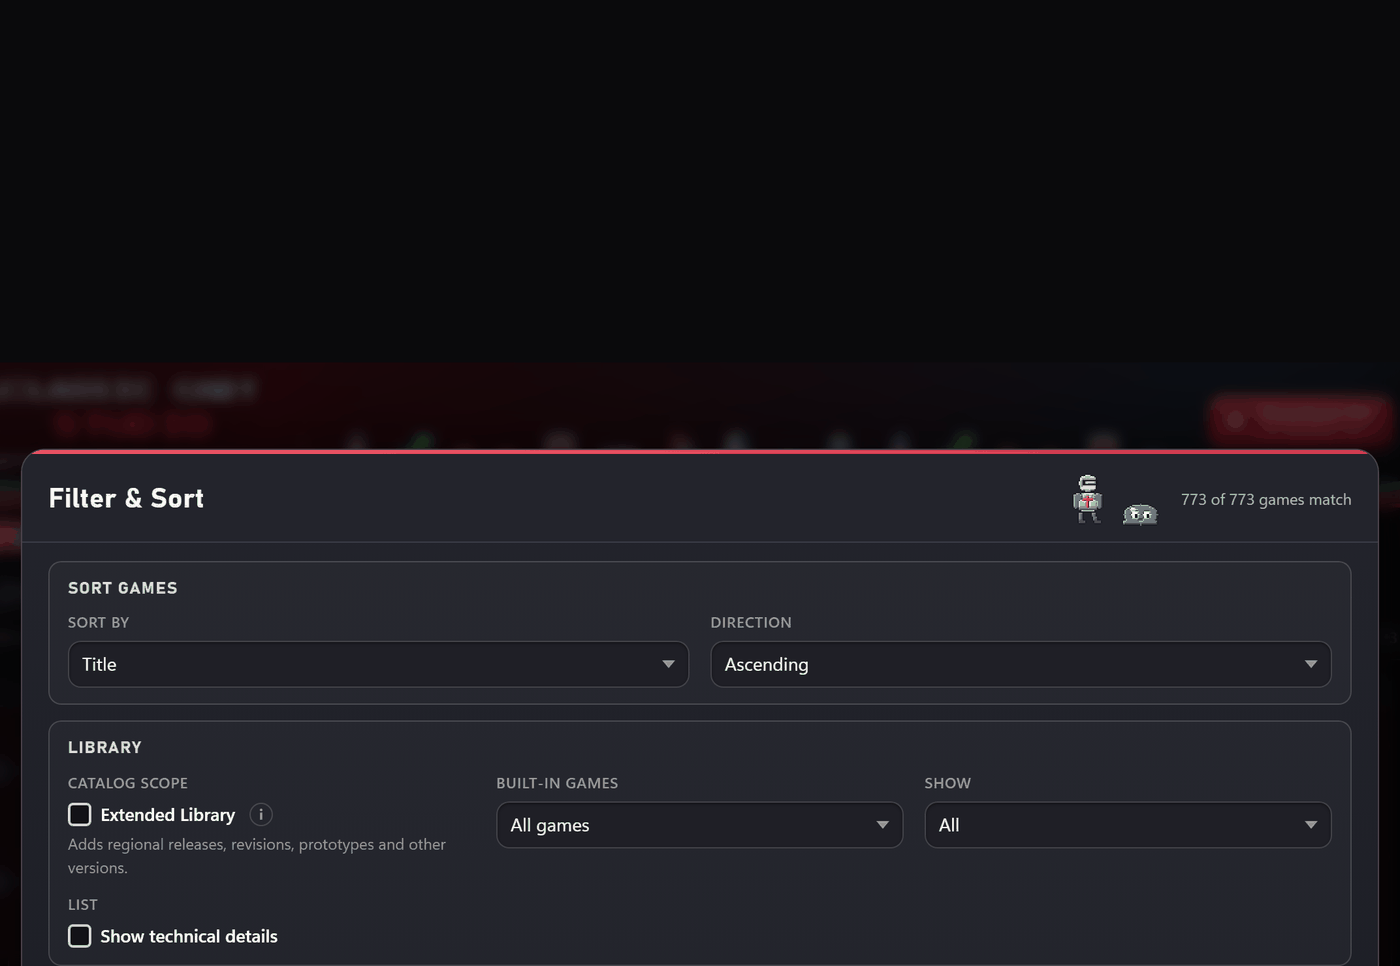 Filter & Sort
773 of 773 games match
SORT GAMES
SORT BY
DIRECTION
Title
Ascending
LIBRARY
CATALOG SCOPE
BUILT-IN GAMES
SHOW
Extended Library
i
All games
All
Adds regional releases, revisions, prototypes and other
versions.
LIST
Show technical details